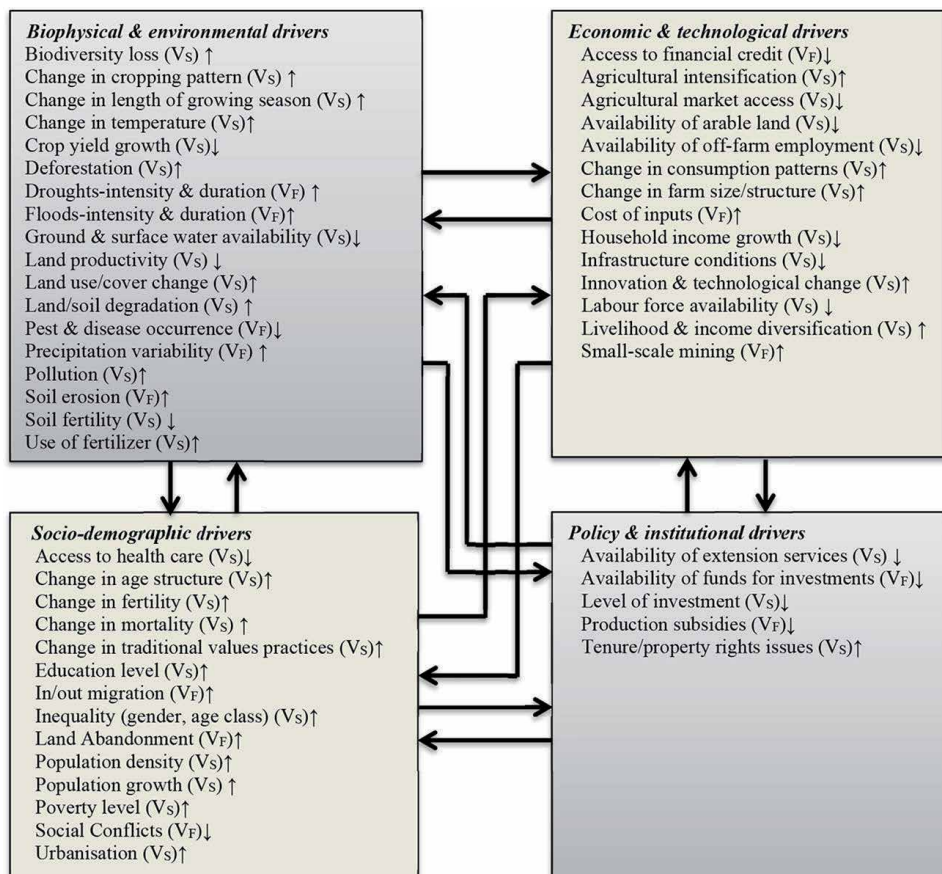 Biophysical & environmental drivers
Biodiversity loss (VS) ↑
Change in cropping pattern (VS) ↑
Change in length of growing season (VS) ↑
Change in temperature (VS)↑
Crop yield growth (VS)↓
Deforestation (VS)↑
Droughts-intensity & duration (VF) ↑
Floods-intensity & duration (VF)↑
Ground & surface water availability (VS)↓
Land productivity (VS) ↓
Land use/cover change (VS)↑
Land/soil degradation (VS) ↑
Pest & disease occurrence (VF)↓
Precipitation variability (VF) ↑
Pollution (VS)↑
Soil erosion (VF)↑
Soil fertility (VS) ↓
Use of fertilizer (VS)↑
Economic & technological drivers
Access to financial credit (VF)↓
Agricultural intensification (VS)↑
Agricultural market access (VS)↓
Availability of arable land (VS)↓
Availability of off-farm employment (VS)↓
Change in consumption patterns (VS)↑
Change in farm size/structure (VS)↑
Cost of inputs (VF)↑
Household income growth (VS)↓
Infrastructure conditions (VS)↓
Innovation & technological change (VS)↑
Labour force availability (VS) ↓
Livelihood & income diversification (VS) ↑
Small-scale mining (VF)↑
Socio-demographic drivers
Access to health care (VS)↓
Change in age structure (VS)↑
Change in fertility (VS)↑
Change in mortality (VS) ↑
Change in traditional values practices (VS)↑
Education level (VS)↑
In/out migration (VF)↑
Inequality (gender, age class) (VS)↑
Land Abandonment (VF)↑
Population density (VS)↑
Population growth (VS) ↑
Poverty level (VS)↑
Social Conflicts (VF)↓
Urbanisation (VS)↑
Policy & institutional drivers
Availability of extension services (VS) ↓
Availability of funds for investments (VF)↓
Level of investment (VS)↓
Production subsidies (VF)↓
Tenure/property rights issues (VS)↑